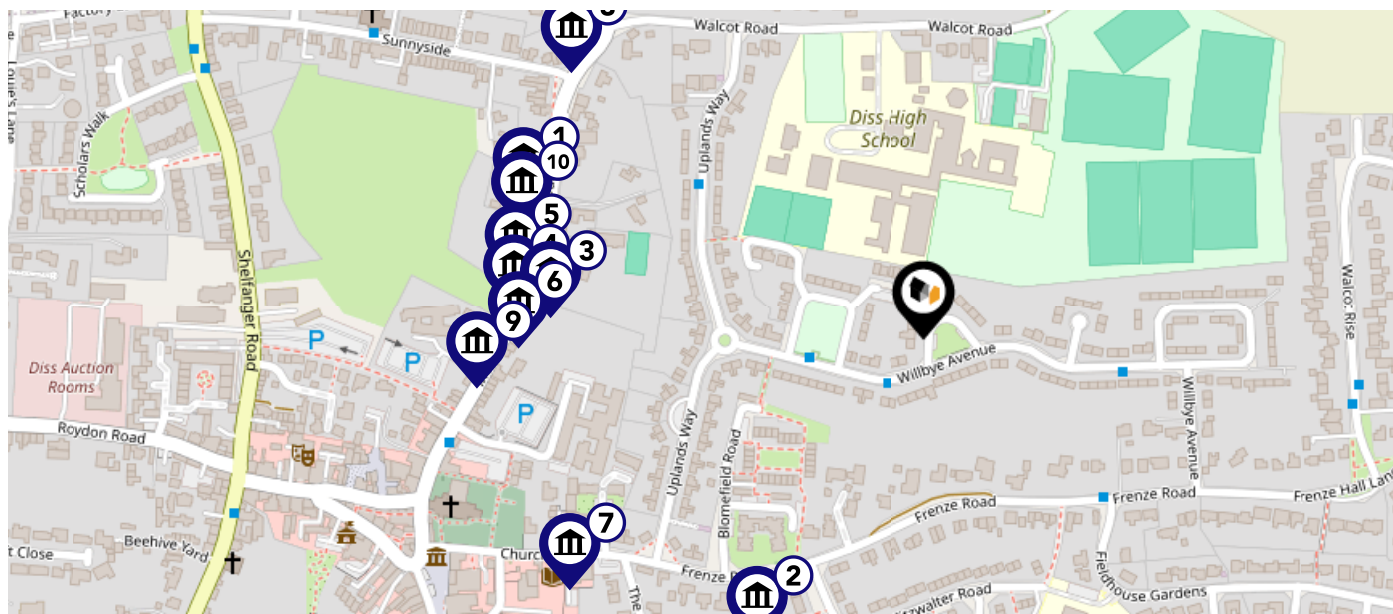 Factory
Sunnyside
Walcot Road
Walcot Road
Scholars Walk
Louie's Lane
Shelfanger Road
Uplands Way
Diss High
School
1
10
5
4
3
6
9
Diss Auction
Rooms
P
P
P
Roydon Road
Walcot Rise
Willbye Avenue
Willbye Avenue
Uplands Way
Blomefield Road
Frenze Road
Frenze Road
Frenze Hall Lane
Beehive Yard
t Close
Church
7
Frenze
2
The
Fieldhouse Gardens
tzwalter Road